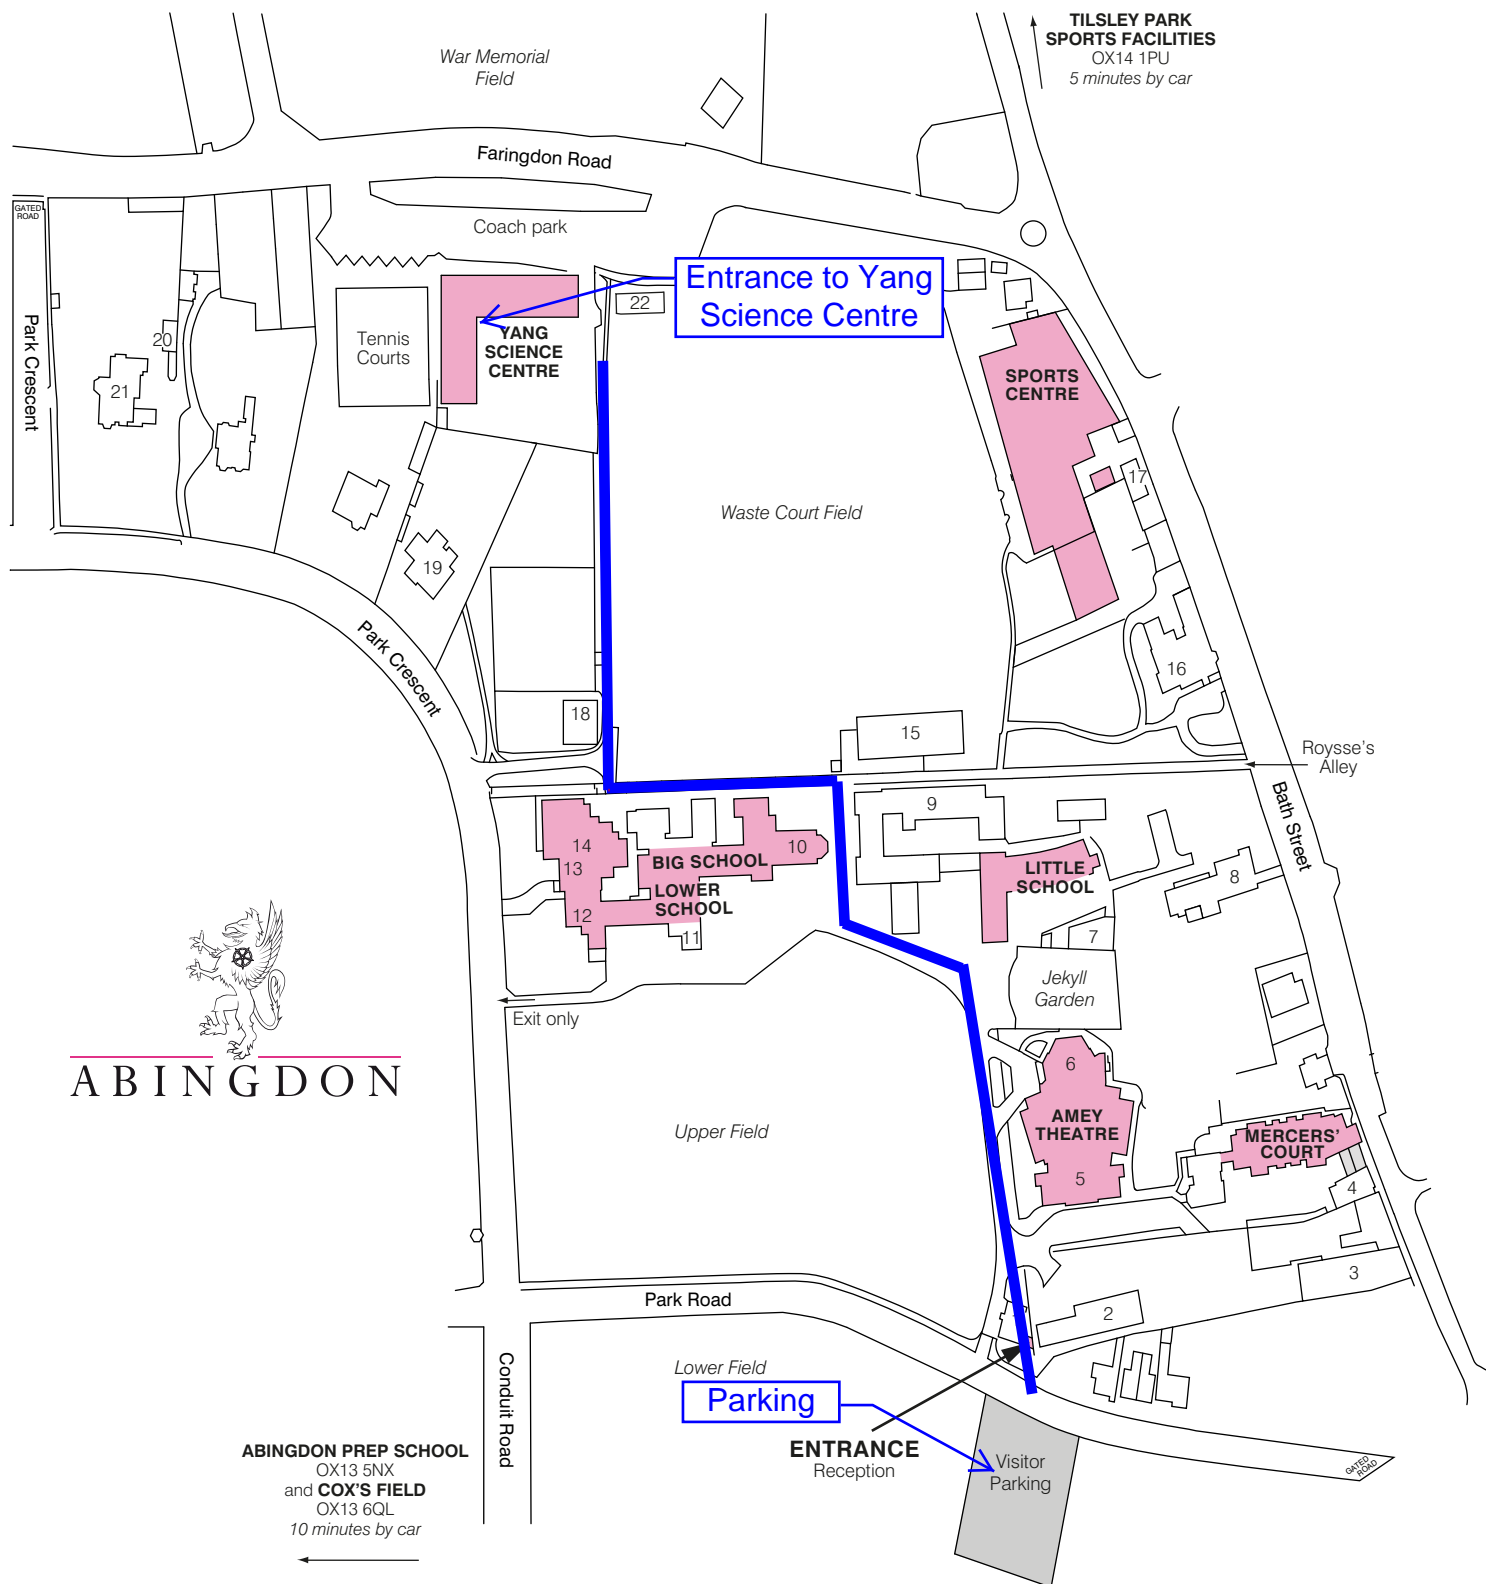 TILSLEY PARK
SPORTS FACILITIES
OX14 1PU
5 minutes by car
War Memorial
Field
Faringdon Road
GATED
ROAD
Coach park
Entrance to Yang
Science Centre
22
Park Crescent
20
21
Tennis
Courts
YANG
SCIENCE
CENTRE
SPORTS
CENTRE
17
Waste Court Field
19
Park Crescent
16
18
15
Roysse's
Alley
Bath Street
9
14
13
12
BIG SCHOOL
10
LOWER
SCHOOL
11
LITTLE
SCHOOL
8
7
Jekyll
Garden
Exit only
ABINGDON
6
AMEY
THEATRE
5
Upper Field
MERCERS'
COURT
4
3
Park Road
2
Lower Field
Parking
Conduit Road
ENTRANCE
Reception
Visitor
Parking
GATED
ROAD
ABINGDON PREP SCHOOL
OX13 5NX
and COX'S FIELD
OX13 6QL
10 minutes by car